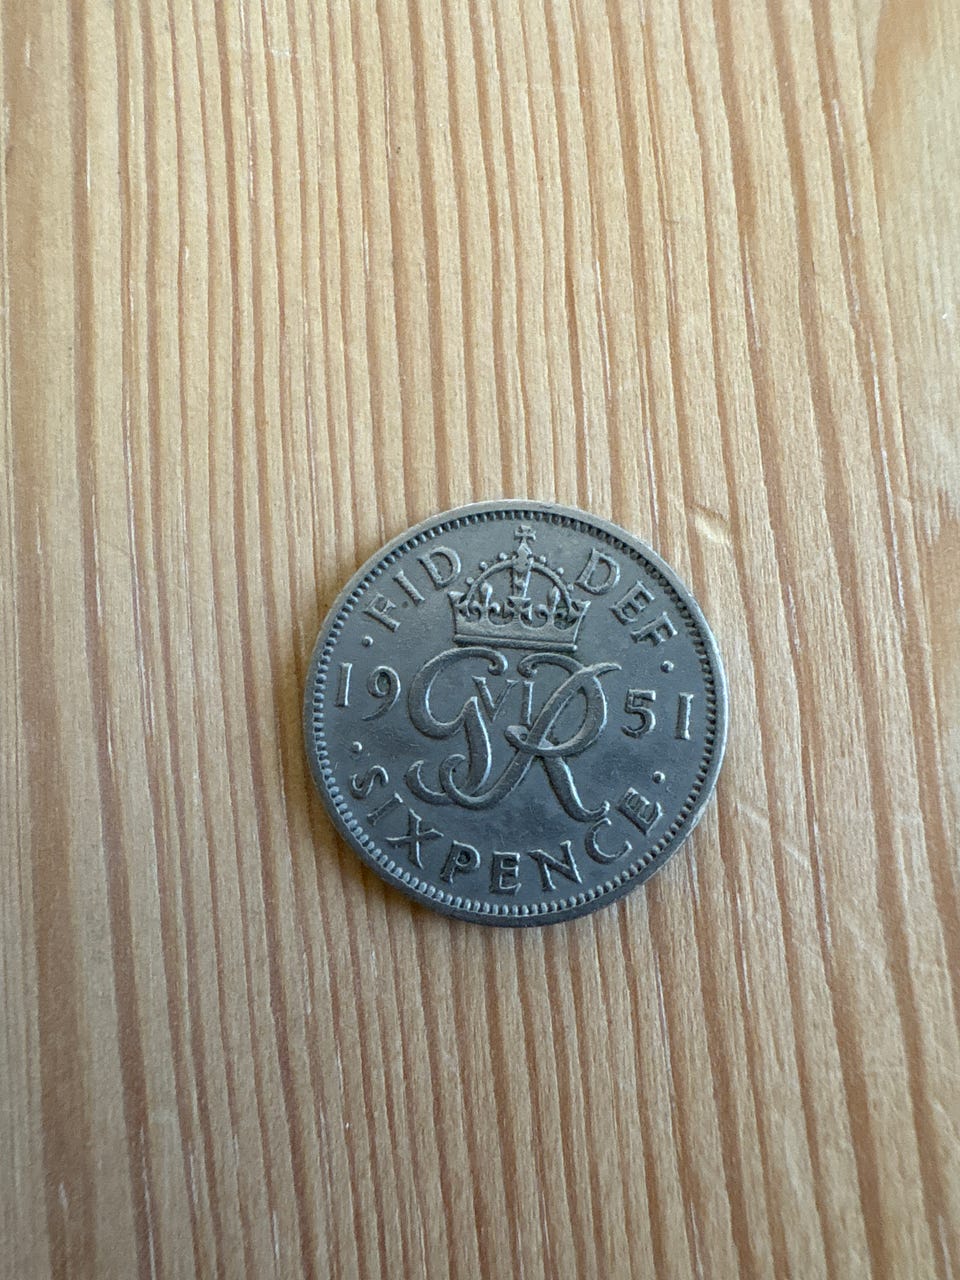 · FID DEF ·
19 GVIR 51
· SIXPENCE ·